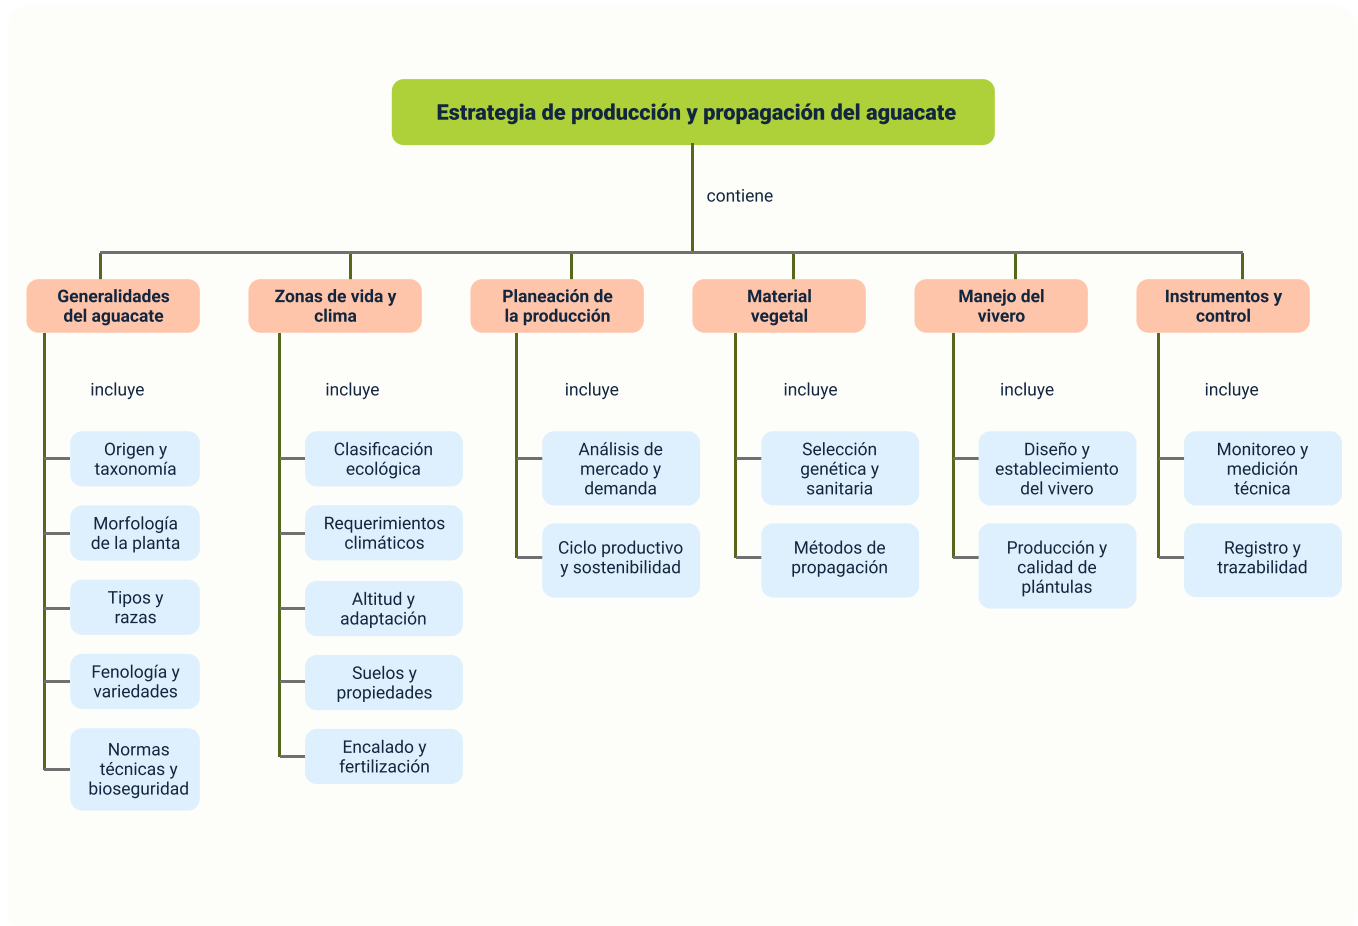 Estrategia de producción y propagación del aguacate
contiene
Generalidades
del aguacate
incluye
Origen y
taxonomía
Morfología
de la planta
Tipos y
razas
Fenología y
variedades
Normas
técnicas y
bioseguridad
Zonas de vida y
clima
incluye
Clasificación
ecológica
Requerimientos
climáticos
Altitud y
adaptación
Suelos y
propiedades
Encalado y
fertilización
Planeación de
la producción
incluye
Análisis de
mercado y
demanda
Ciclo productivo
y sostenibilidad
Material
vegetal
incluye
Selección
genética y
sanitaria
Métodos de
propagación
Manejo del
vivero
incluye
Diseño y
establecimiento
del vivero
Producción y
calidad de
plántulas
Instrumentos y
control
incluye
Monitoreo y
medición
técnica
Registro y
trazabilidad